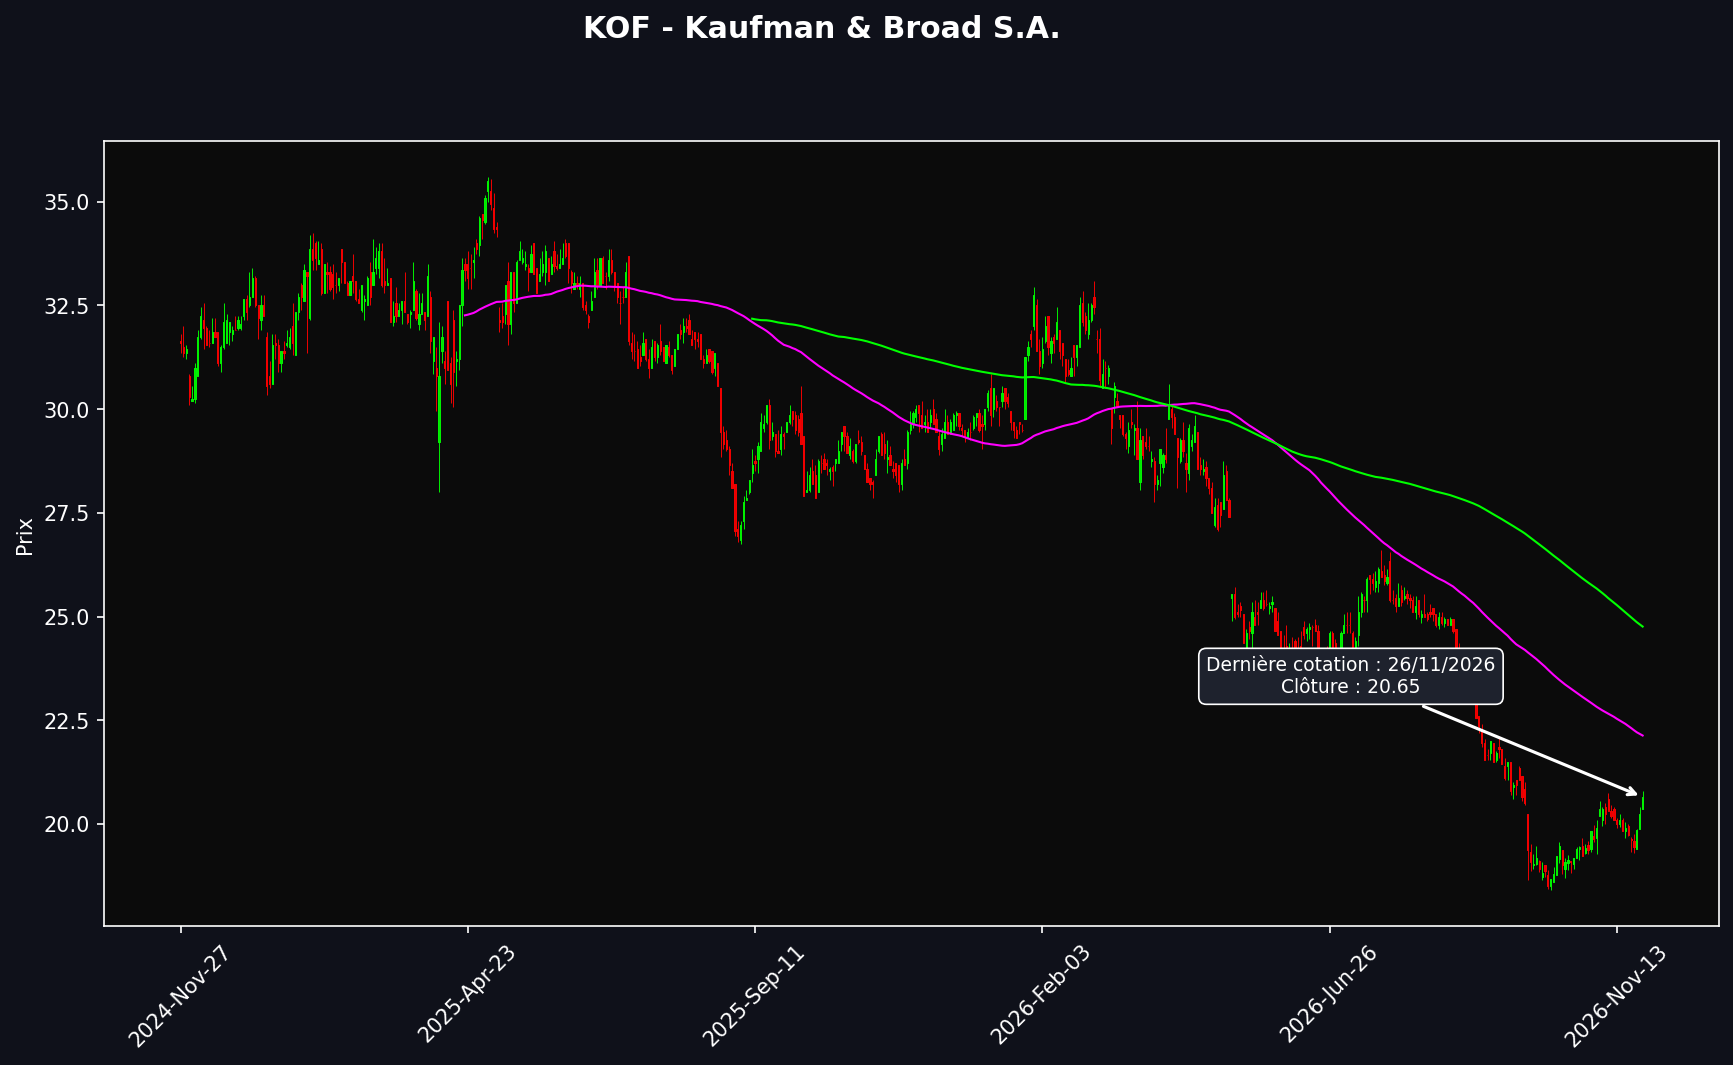 KOF - Kaufman & Broad S.A.
Prix
35.0
32.5
30.0
27.5
25.0
22.5
20.0
Dernière cotation : 26/11/2026
Clôture : 20.65
2024-Nov-27
2025-Apr-23
2025-Sep-11
2026-Feb-03
2026-Jun-26
2026-Nov-13